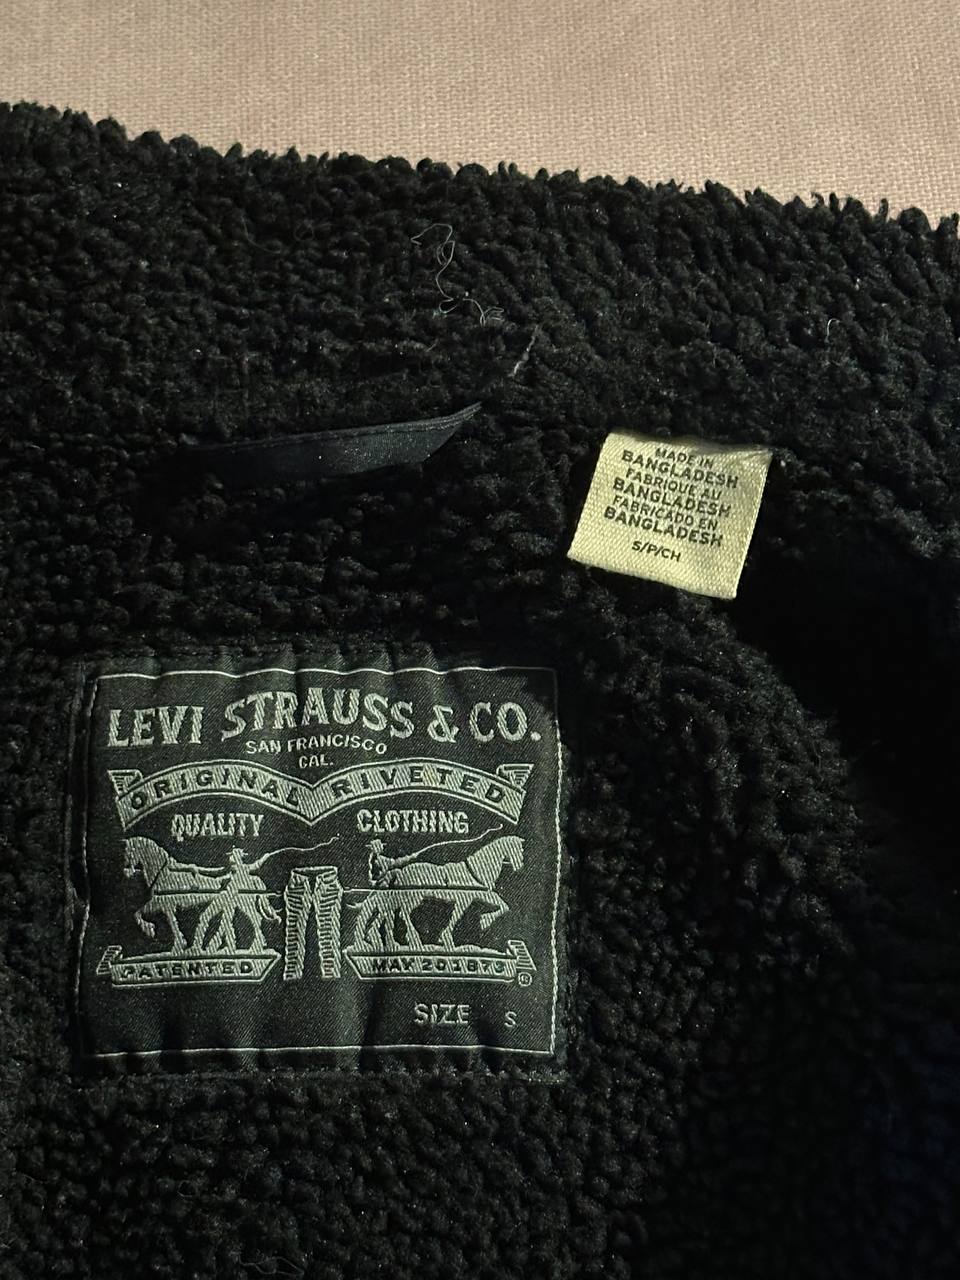 MADE IN
BANGLADESH
FABRIQUE AU
BANGLADESH
FABRICADO EN
BANGLADESH
S/P/CH
LEVI STRAUSS & CO.
SAN FRANCISCO
CAL.
ORIGINAL RIVETED
QUALITY CLOTHING
PATENTED MAY 20 1873
®
SIZE S